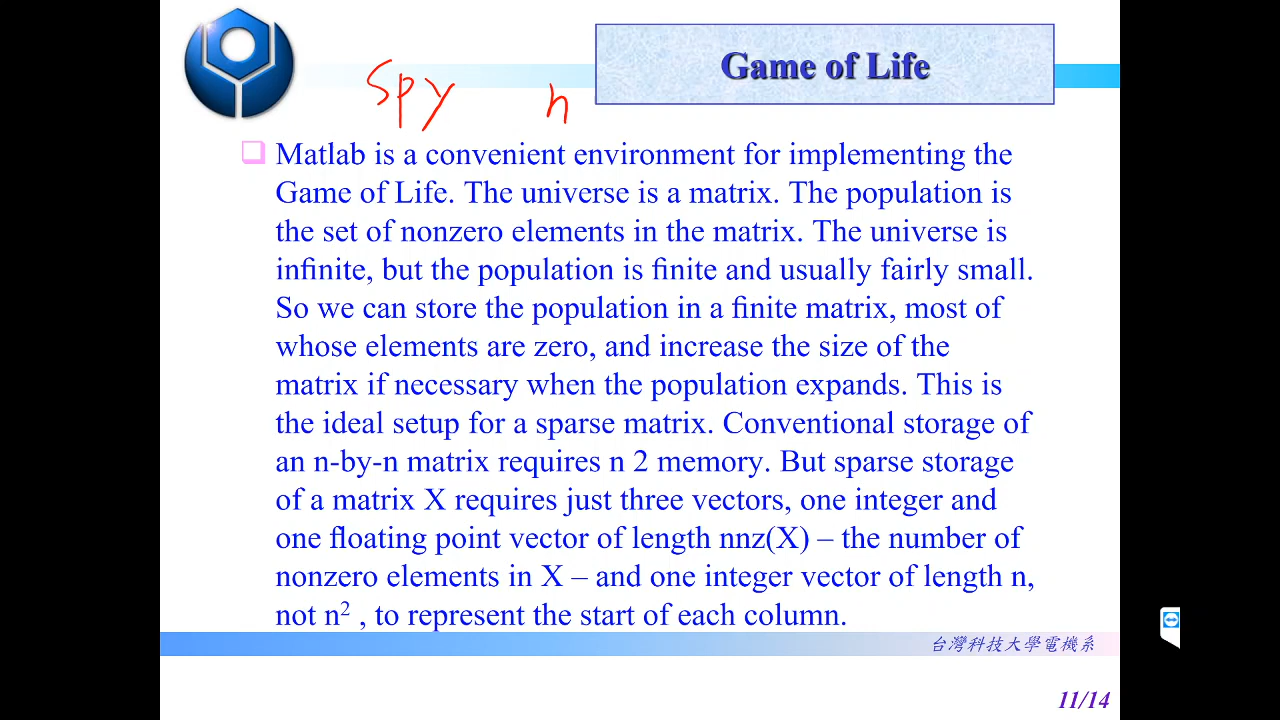 Game of Life
Spy n
Matlab is a convenient environment for implementing the
Game of Life. The universe is a matrix. The population is
the set of nonzero elements in the matrix. The universe is
infinite, but the population is finite and usually fairly small.
So we can store the population in a finite matrix, most of
whose elements are zero, and increase the size of the
matrix if necessary when the population expands. This is
the ideal setup for a sparse matrix. Conventional storage of
an n-by-n matrix requires n 2 memory. But sparse storage
of a matrix X requires just three vectors, one integer and
one floating point vector of length nnz(X) – the number of
nonzero elements in X – and one integer vector of length n,
not n² , to represent the start of each column.
台灣科技大學電機系
11/14